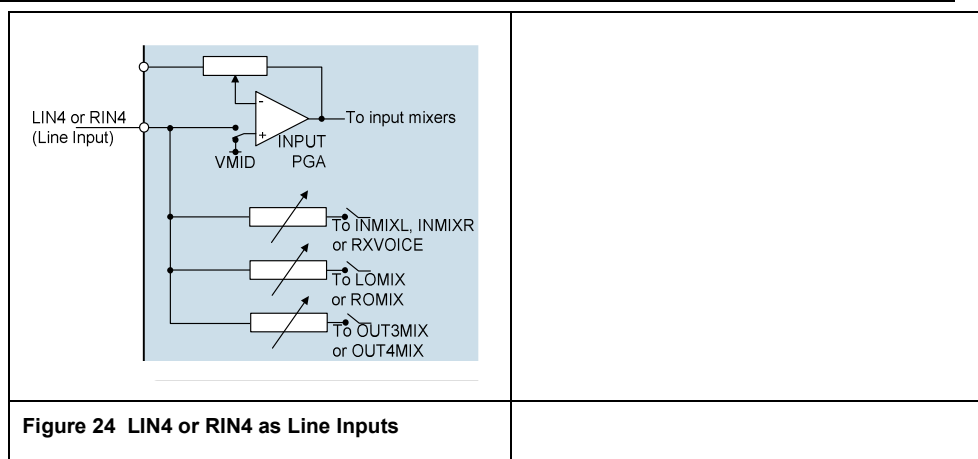 LIN4 or RIN4
(Line Input)
-
+
To input mixers
INPUT
PGA
VMID
To INMIXL, INMIXR
or RXVOICE
To LOMIX
or ROMIX
To OUT3MIX
or OUT4MIX
Figure 24 LIN4 or RIN4 as Line Inputs